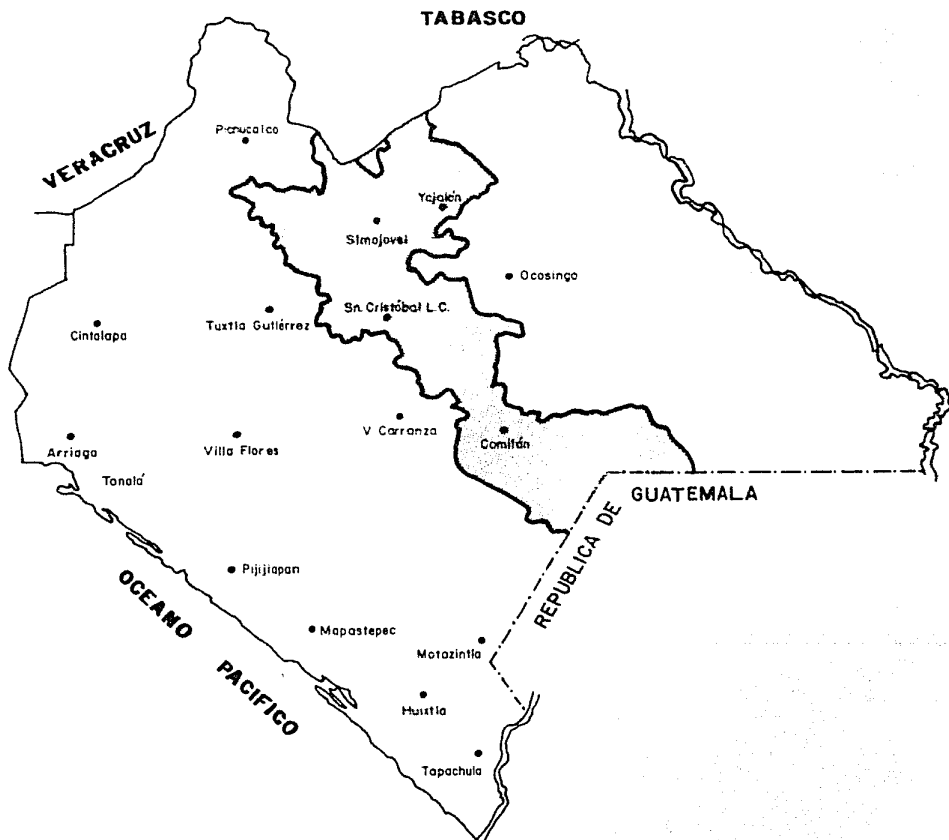 TABASCO
VERACRUZ
Pichucalco
Yajalón
Simojovel
Ocosingo
Sn. Cristóbal L.C.
Tuxtla Gutiérrez
Cintalapa
V. Carranza
Comitán
Arriaga
Villa Flores
Tonalá
GUATEMALA
REPUBLICA DE
Pijijiapan
OCEANO
PACIFICO
Mapastepec
Motozintla
Huixtla
Tapachula